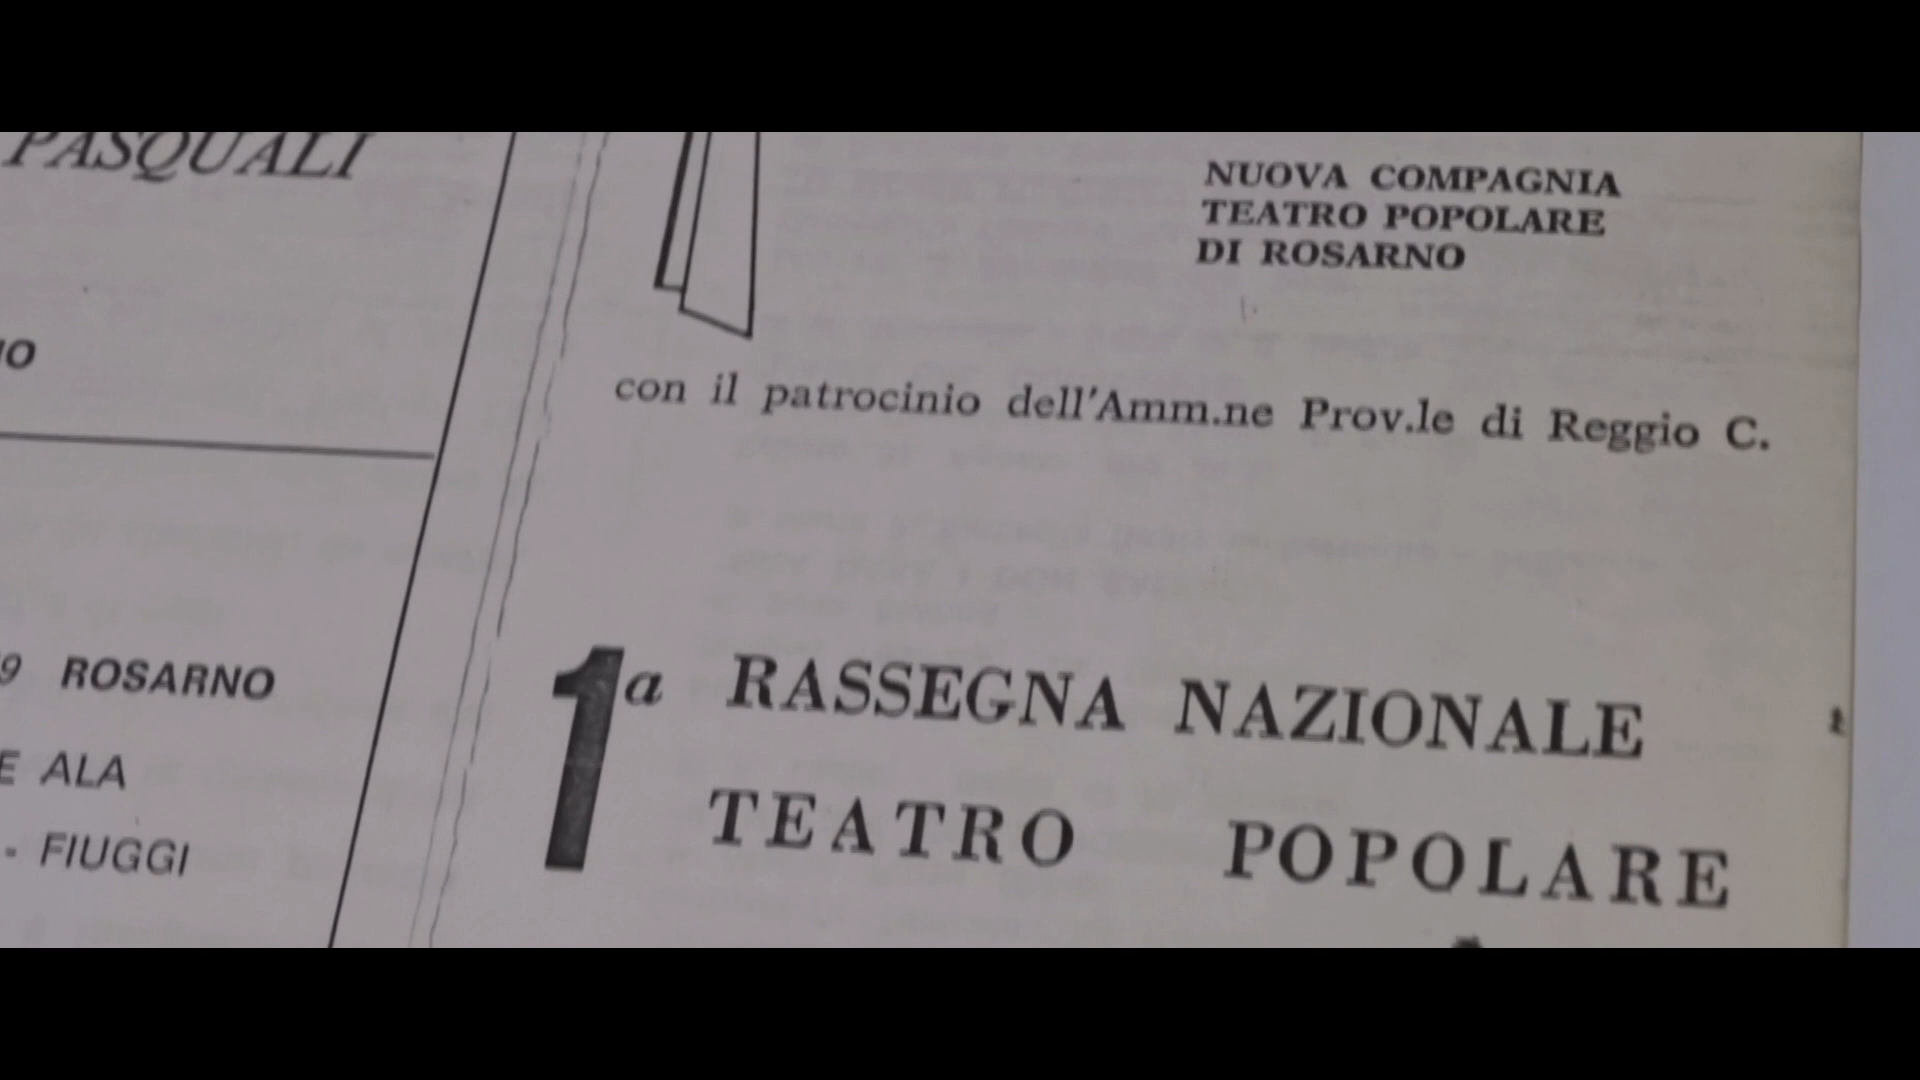 PASQUALI
ROSARNO
ALA
- FIUGGI
NUOVA COMPAGNIA
TEATRO POPOLARE
DI ROSARNO
con il patrocinio dell'Amm.ne Prov.le di Reggio C.
1a RASSEGNA NAZIONALE
TEATRO POPOLARE